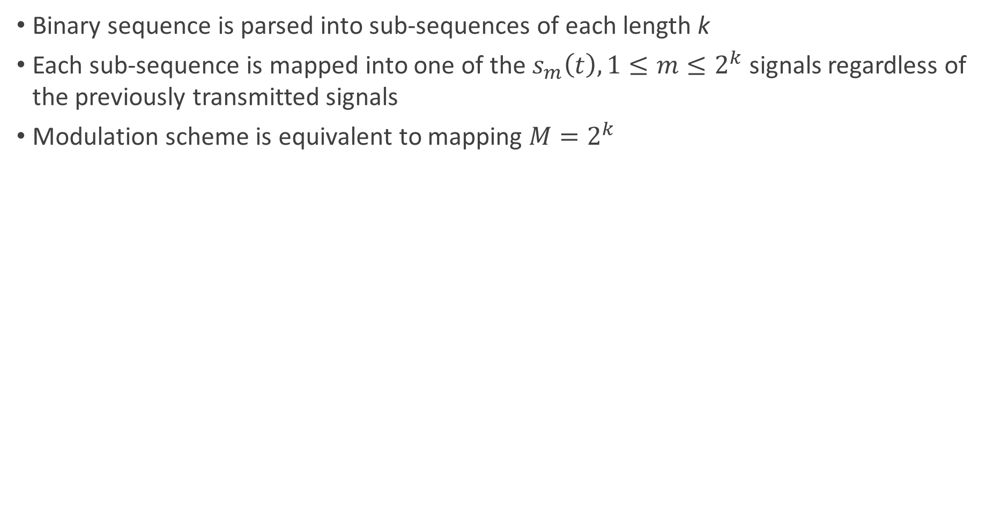 • Binary sequence is parsed into sub-sequences of each length k
• Each sub-sequence is mapped into one of the $s_m(t), 1 \leq m \leq 2^k$ signals regardless of
the previously transmitted signals
• Modulation scheme is equivalent to mapping $M = 2^k$